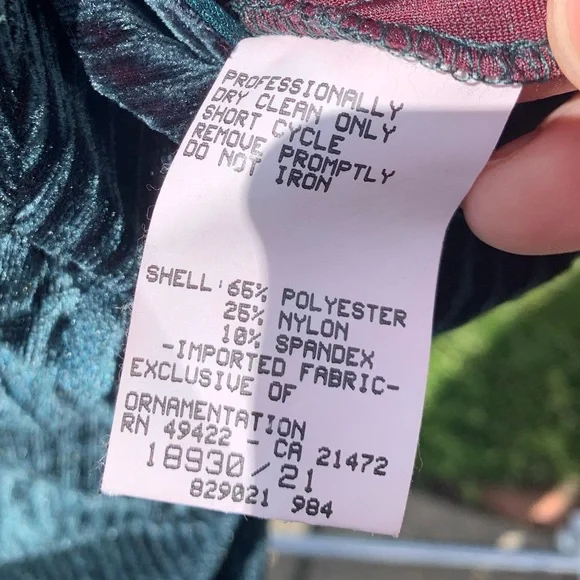 PROFESSIONALLY
DRY CLEAN ONLY
SHORT CYCLE
REMOVE PROMPTLY
DO NOT IRON
SHELL: 65% POLYESTER
25% NYLON
10% SPANDEX
-IMPORTED FABRIC-
EXCLUSIVE OF
ORNAMENTATION
RN 49422 - CA 21472
18930/21
829021 984